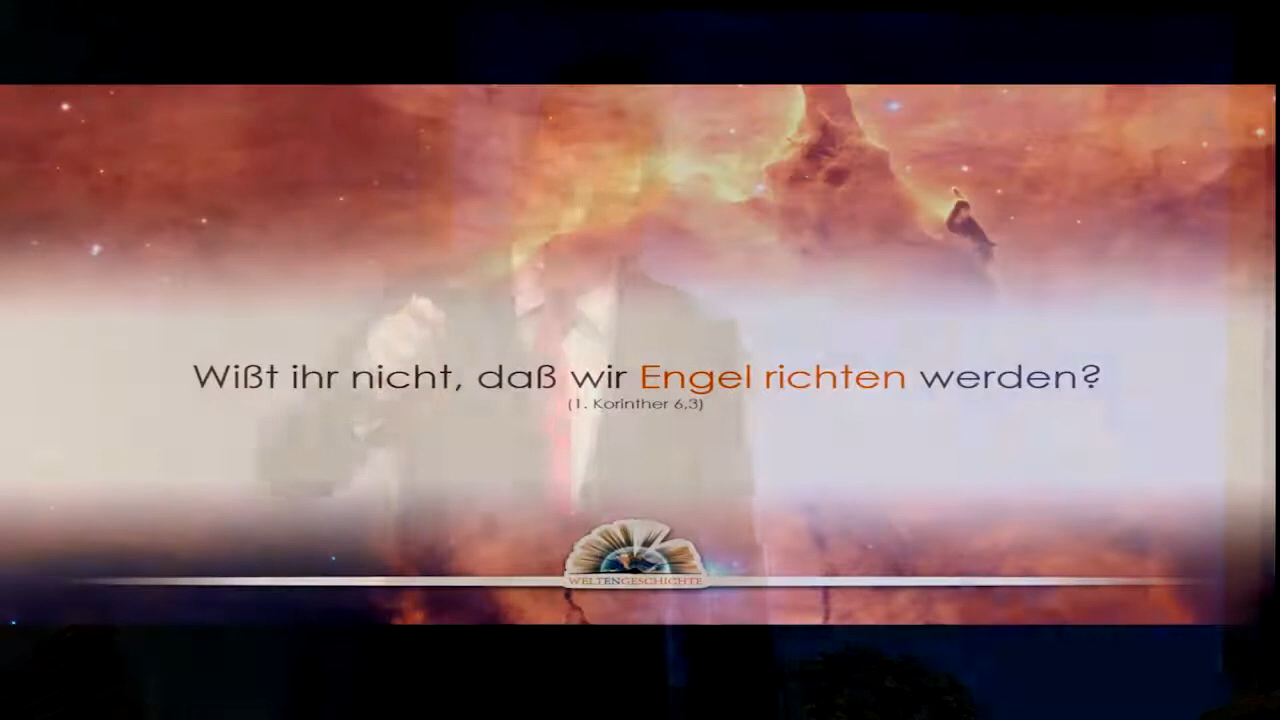 Wißt ihr nicht, daß wir Engel richten werden?
(1. Korinther 6,3)
WELTENGESCHICHTE